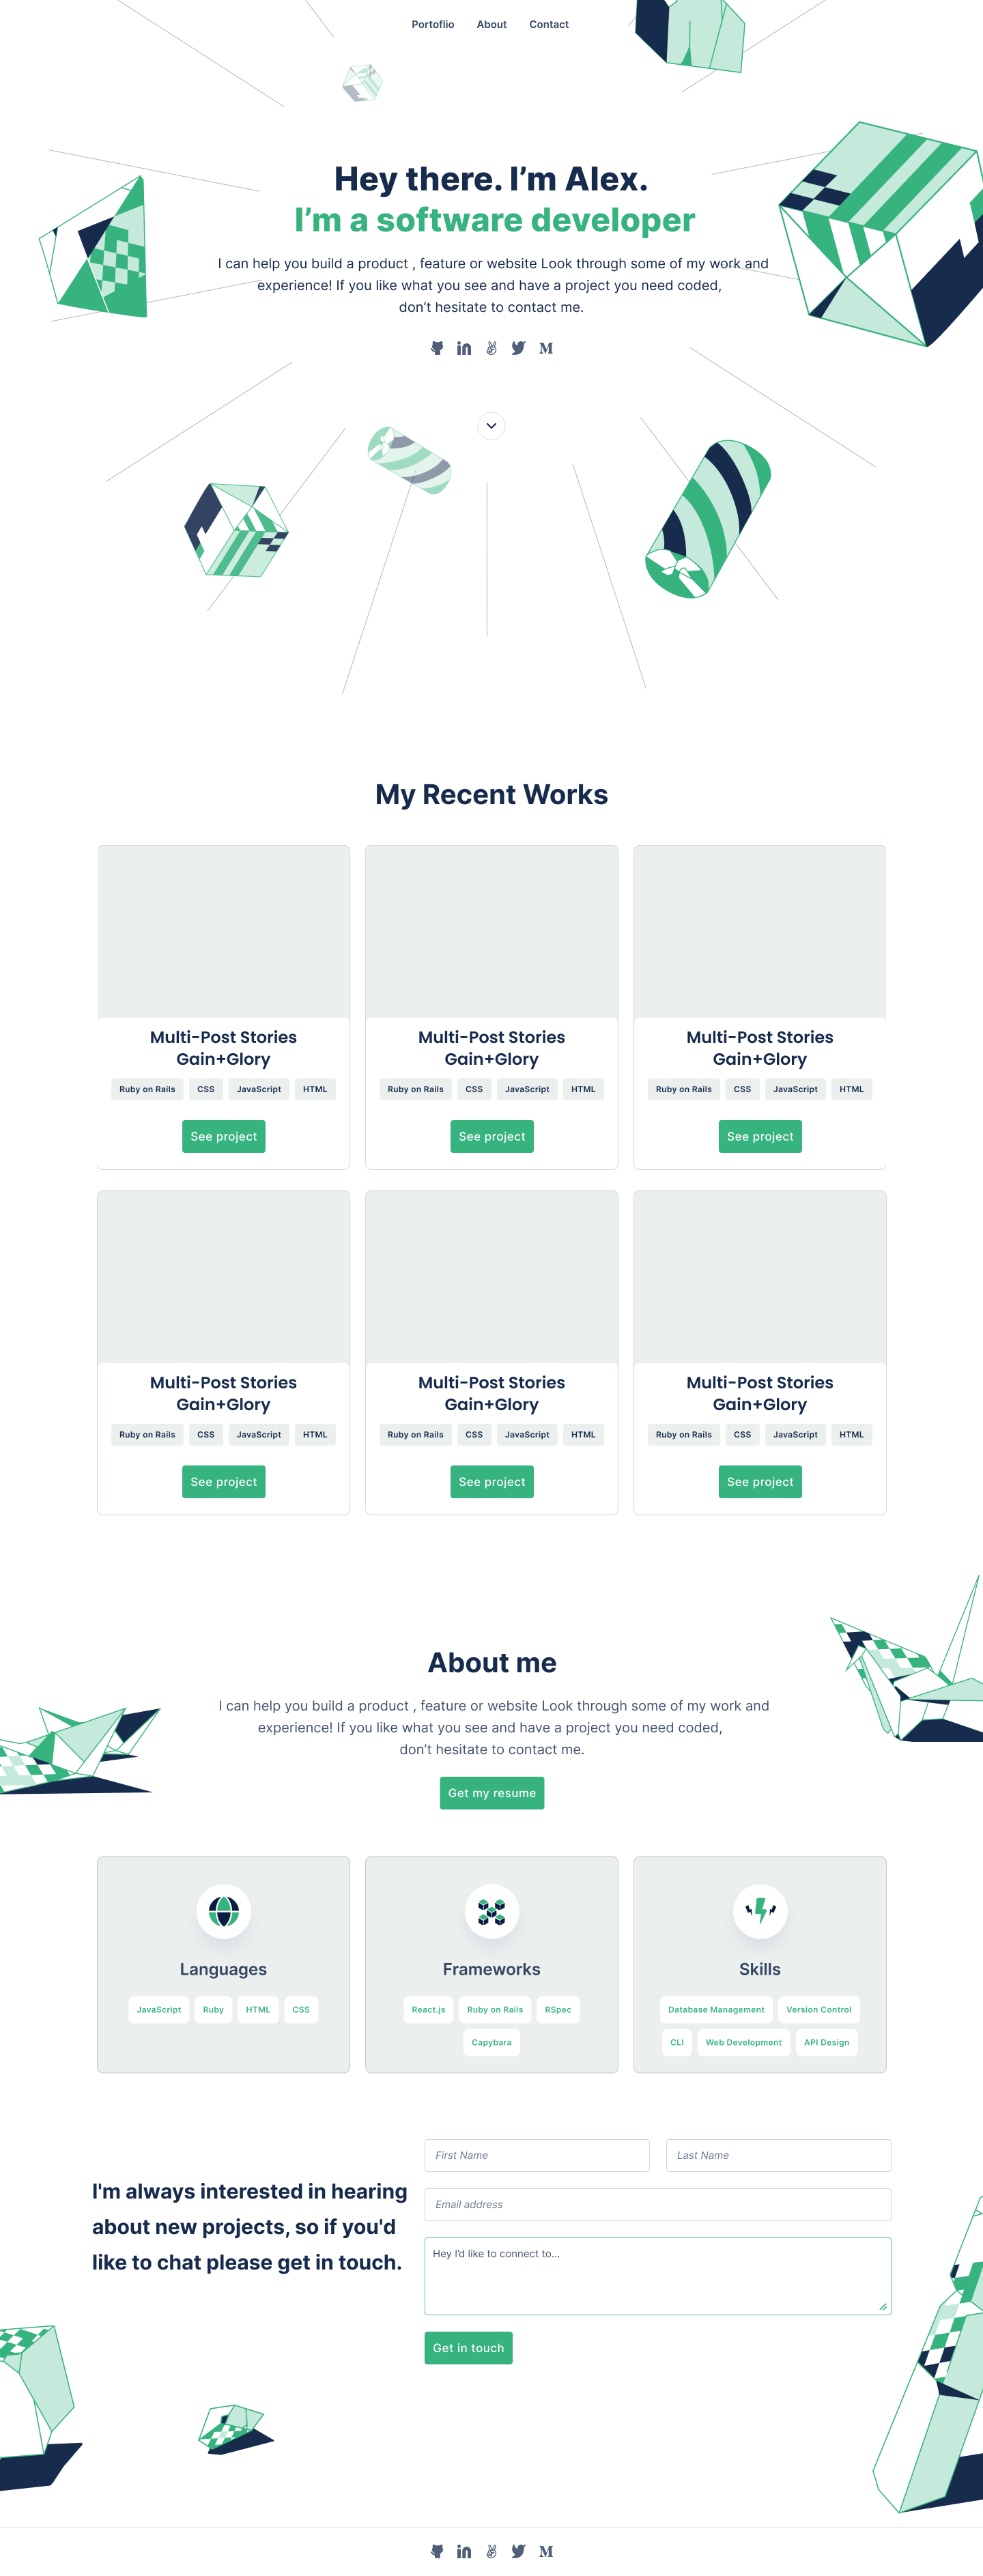 Portoflio About Contact
Hey there. I’m Alex.
I’m a software developer
I can help you build a product , feature or website Look through some of my work and
experience! If you like what you see and have a project you need coded,
don’t hesitate to contact me.
My Recent Works
Multi-Post Stories
Gain+Glory
Ruby on Rails CSS JavaScript HTML
See project
Multi-Post Stories
Gain+Glory
Ruby on Rails CSS JavaScript HTML
See project
Multi-Post Stories
Gain+Glory
Ruby on Rails CSS JavaScript HTML
See project
Multi-Post Stories
Gain+Glory
Ruby on Rails CSS JavaScript HTML
See project
Multi-Post Stories
Gain+Glory
Ruby on Rails CSS JavaScript HTML
See project
Multi-Post Stories
Gain+Glory
Ruby on Rails CSS JavaScript HTML
See project
About me
I can help you build a product , feature or website Look through some of my work and
experience! If you like what you see and have a project you need coded,
don’t hesitate to contact me.
Get my resume
Languages
JavaScript Ruby HTML CSS
Frameworks
React.js Ruby on Rails RSpec
Capybara
Skills
Database Management Version Control
CLI Web Development API Design
I'm always interested in hearing
about new projects, so if you'd
like to chat please get in touch.
First Name Last Name
Email address
Hey I’d like to connect to...
Get in touch